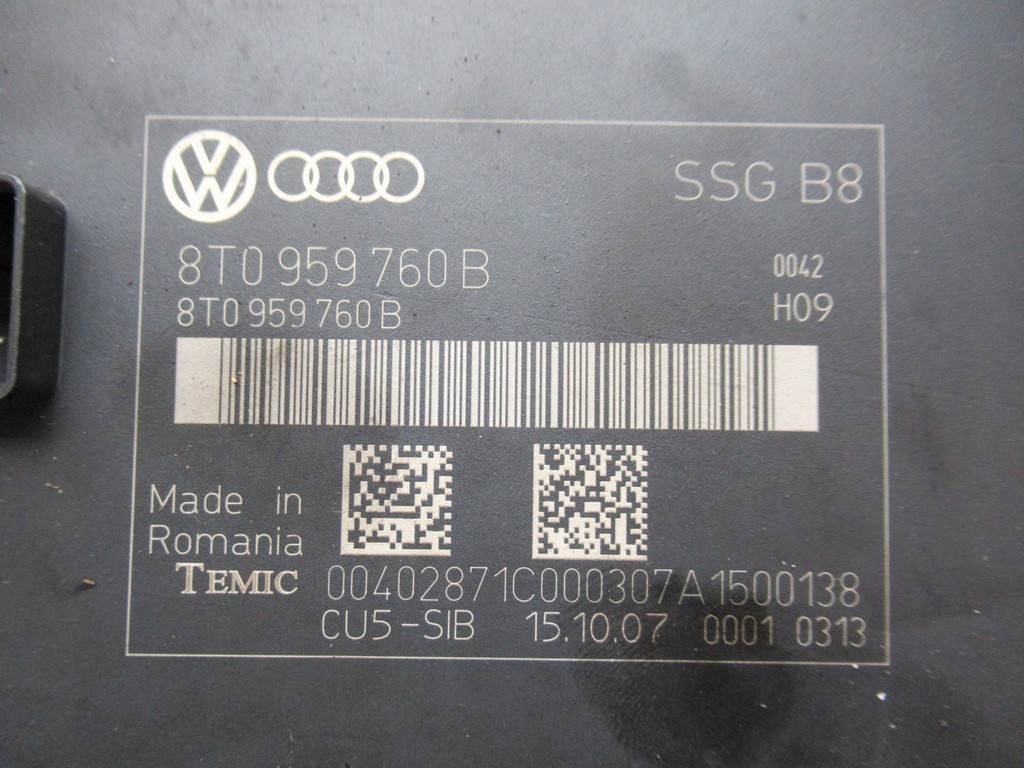 SSG B8
8T0 959 760 B
0042
8T0 959 760 B
H09
Made in
Romania
TEMIC 00402871C000307A1500138
CU5-SIB 15.10.07 0001 0313